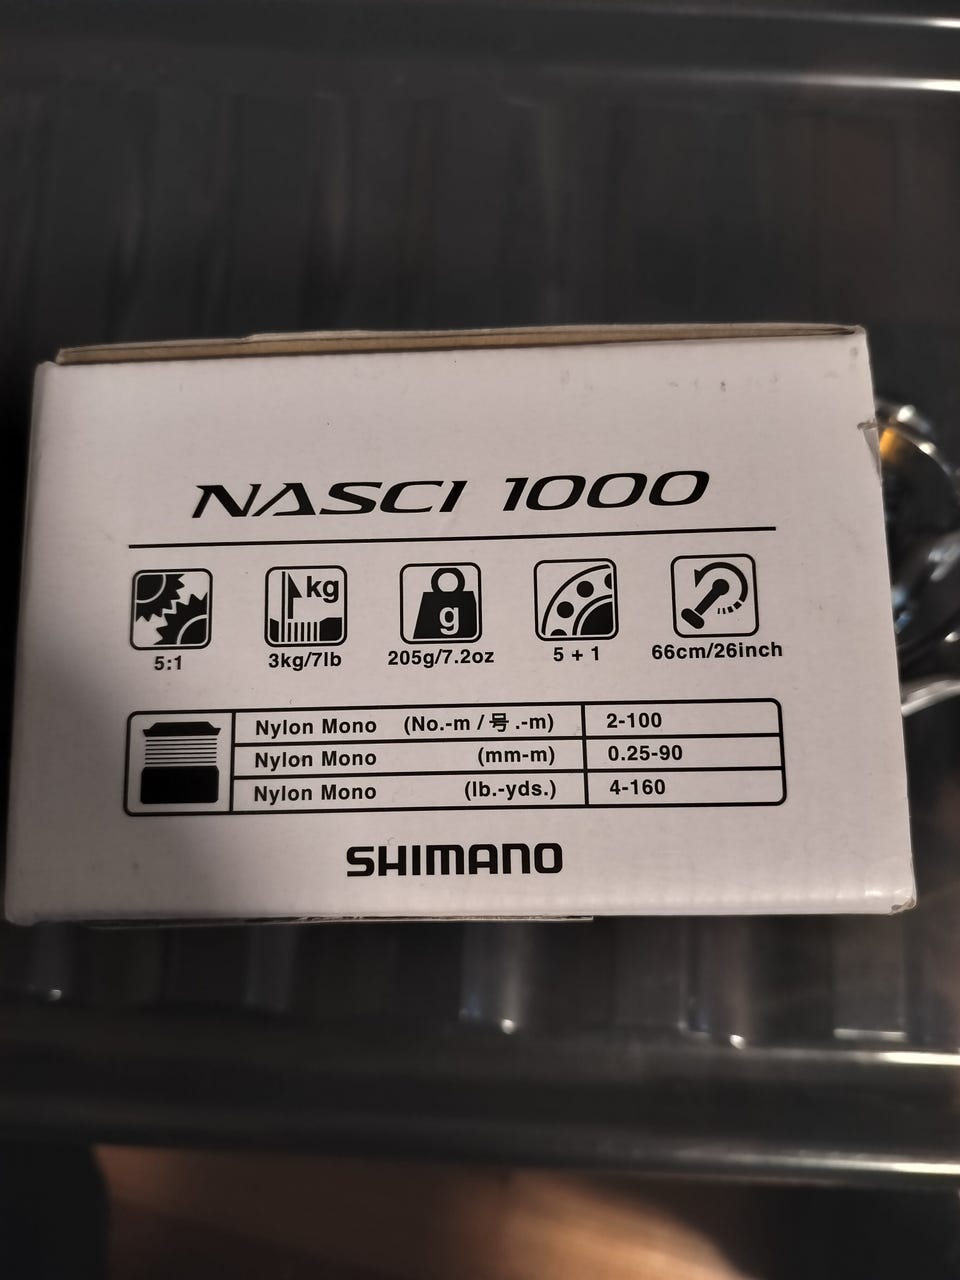 NASCI 1000
kg
g
5:1 3kg/7lb 205g/7.2oz 5 + 1 66cm/26inch
Nylon Mono (No.-m / 号.-m) 2-100
Nylon Mono (mm-m) 0.25-90
Nylon Mono (lb.-yds.) 4-160
SHIMANO